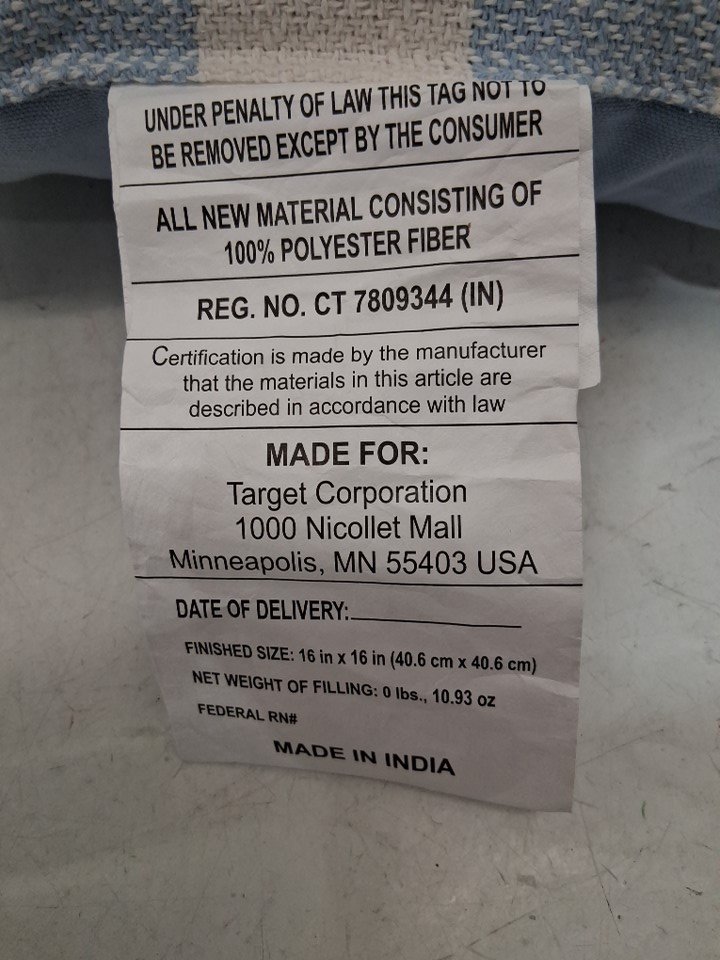 UNDER PENALTY OF LAW THIS TAG NOT TO
BE REMOVED EXCEPT BY THE CONSUMER
ALL NEW MATERIAL CONSISTING OF
100% POLYESTER FIBER
REG. NO. CT 7809344 (IN)
Certification is made by the manufacturer
that the materials in this article are
described in accordance with law
MADE FOR:
Target Corporation
1000 Nicollet Mall
Minneapolis, MN 55403 USA
DATE OF DELIVERY:
FINISHED SIZE: 16 in x 16 in (40.6 cm x 40.6 cm)
NET WEIGHT OF FILLING: 0 lbs., 10.93 oz
FEDERAL RN#
MADE IN INDIA